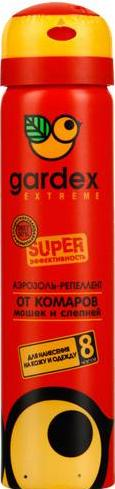 gardex
EXTREME
SUPER
ЭФФЕКТИВНОСТЬ
АЭРОЗОЛЬ-РЕПЕЛЛЕНТ
ОТ КОМАРОВ
мошек и слепней
ДЛЯ НАНЕСЕНИЯ
НА КОЖУ И ОДЕЖДУ
8